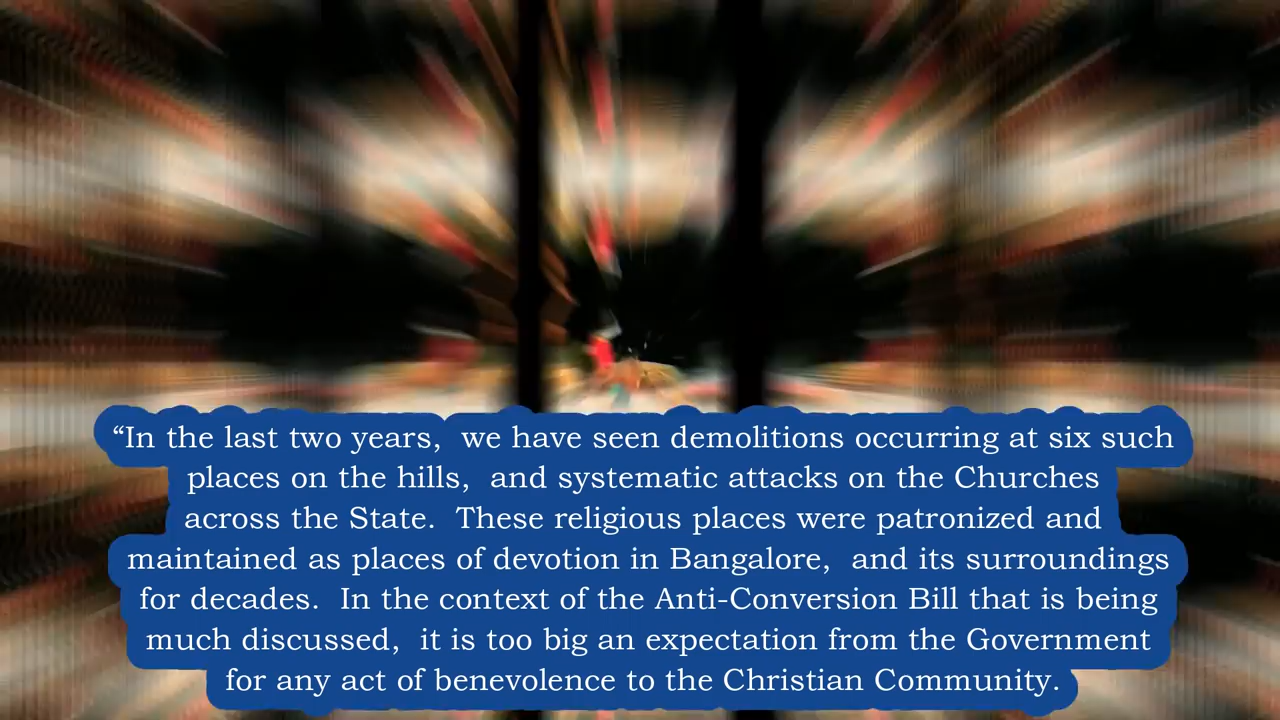 “In the last two years,  we have seen demolitions occurring at six such
places on the hills,  and systematic attacks on the Churches
across the State.  These religious places were patronized and
maintained as places of devotion in Bangalore,  and its surroundings
for decades.  In the context of the Anti-Conversion Bill that is being
much discussed,  it is too big an expectation from the Government
for any act of benevolence to the Christian Community.